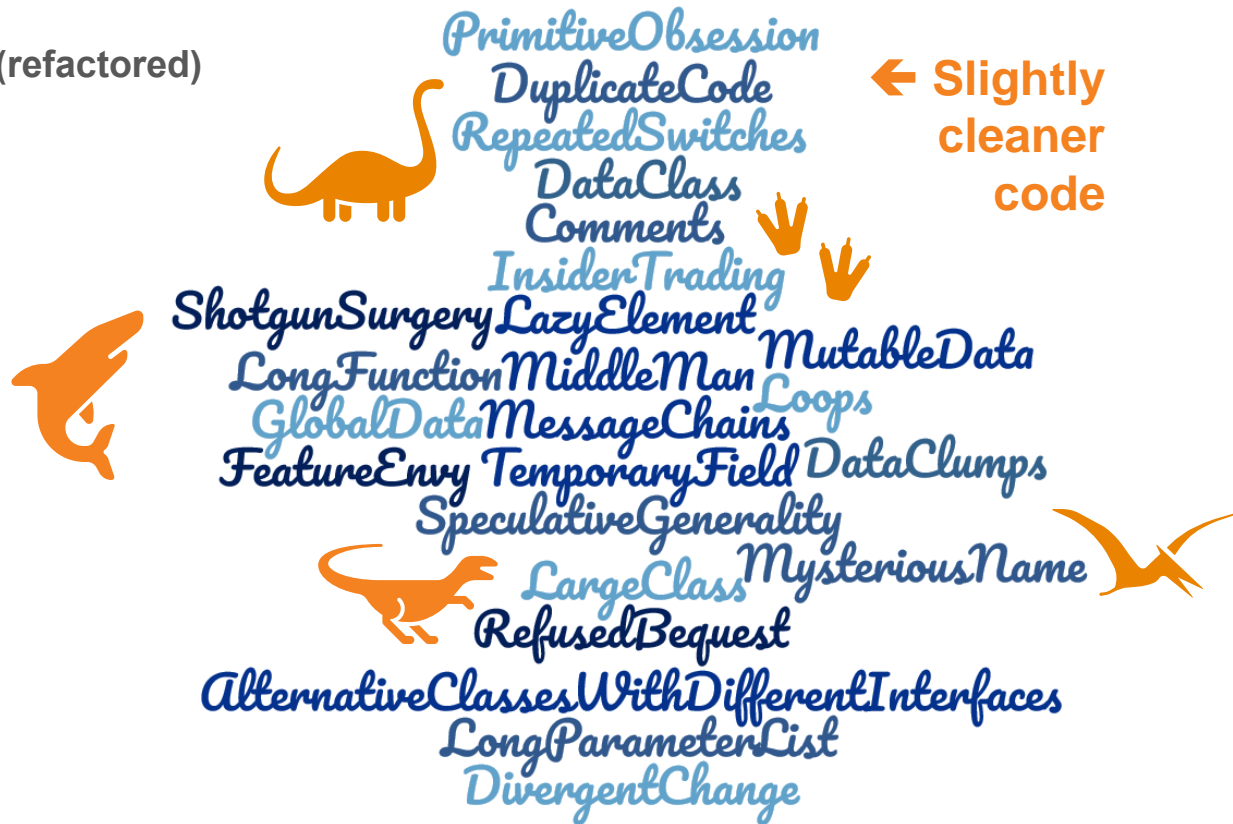 (refactored)
PrimitiveObsession
DuplicateCode
RepeatedSwitches
DataClass
Comments
InsiderTrading
← Slightly
cleaner
code
ShotgunSurgery LazyElement
MutableData
LongFunction MiddleMan
Loops
GlobalData MessageChains
FeatureEnvy TemporaryField DataClumps
SpeculativeGenerality
LargeClass MysteriousName
RefusedBequest
AlternativeClassesWithDifferentInterfaces
LongParameterList
DivergentChange